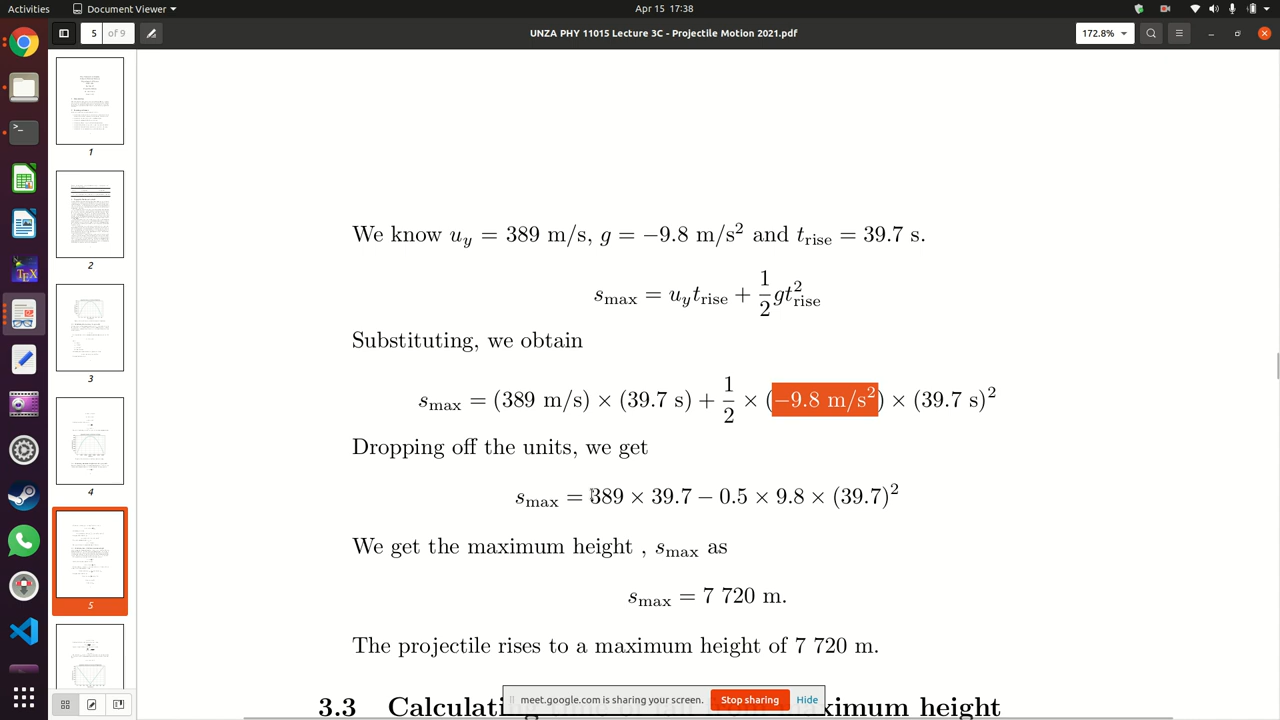 Activities Document Viewer Apr 15 17:38
5 of 9 UNZA PHY 11015 Lecture 3C - Projectile Motion 2021.pdf 172.8%
1
2
3
4
5
We know u_y = 389 m/s, g = −9.8 m/s² and t_rise = 39.7 s.
s_max = u_y t_rise + 1/2 g t²_rise
Substituting, we obtain
s_max = (389 m/s) × (39.7 s) + 1/2 × (−9.8 m/s²) × (39.7 s)²
Dropping off the units, we get
s_max = 389 × 39.7 − 0.5 × 9.8 × (39.7)²
We get the maxmum height , s_max as
s_max = 7 720 m.
The projectile rises to a maximum height of 7 720 m.
meet.google.com is sharing your screen. Stop sharing Hide
3.3 Calculati ximum height